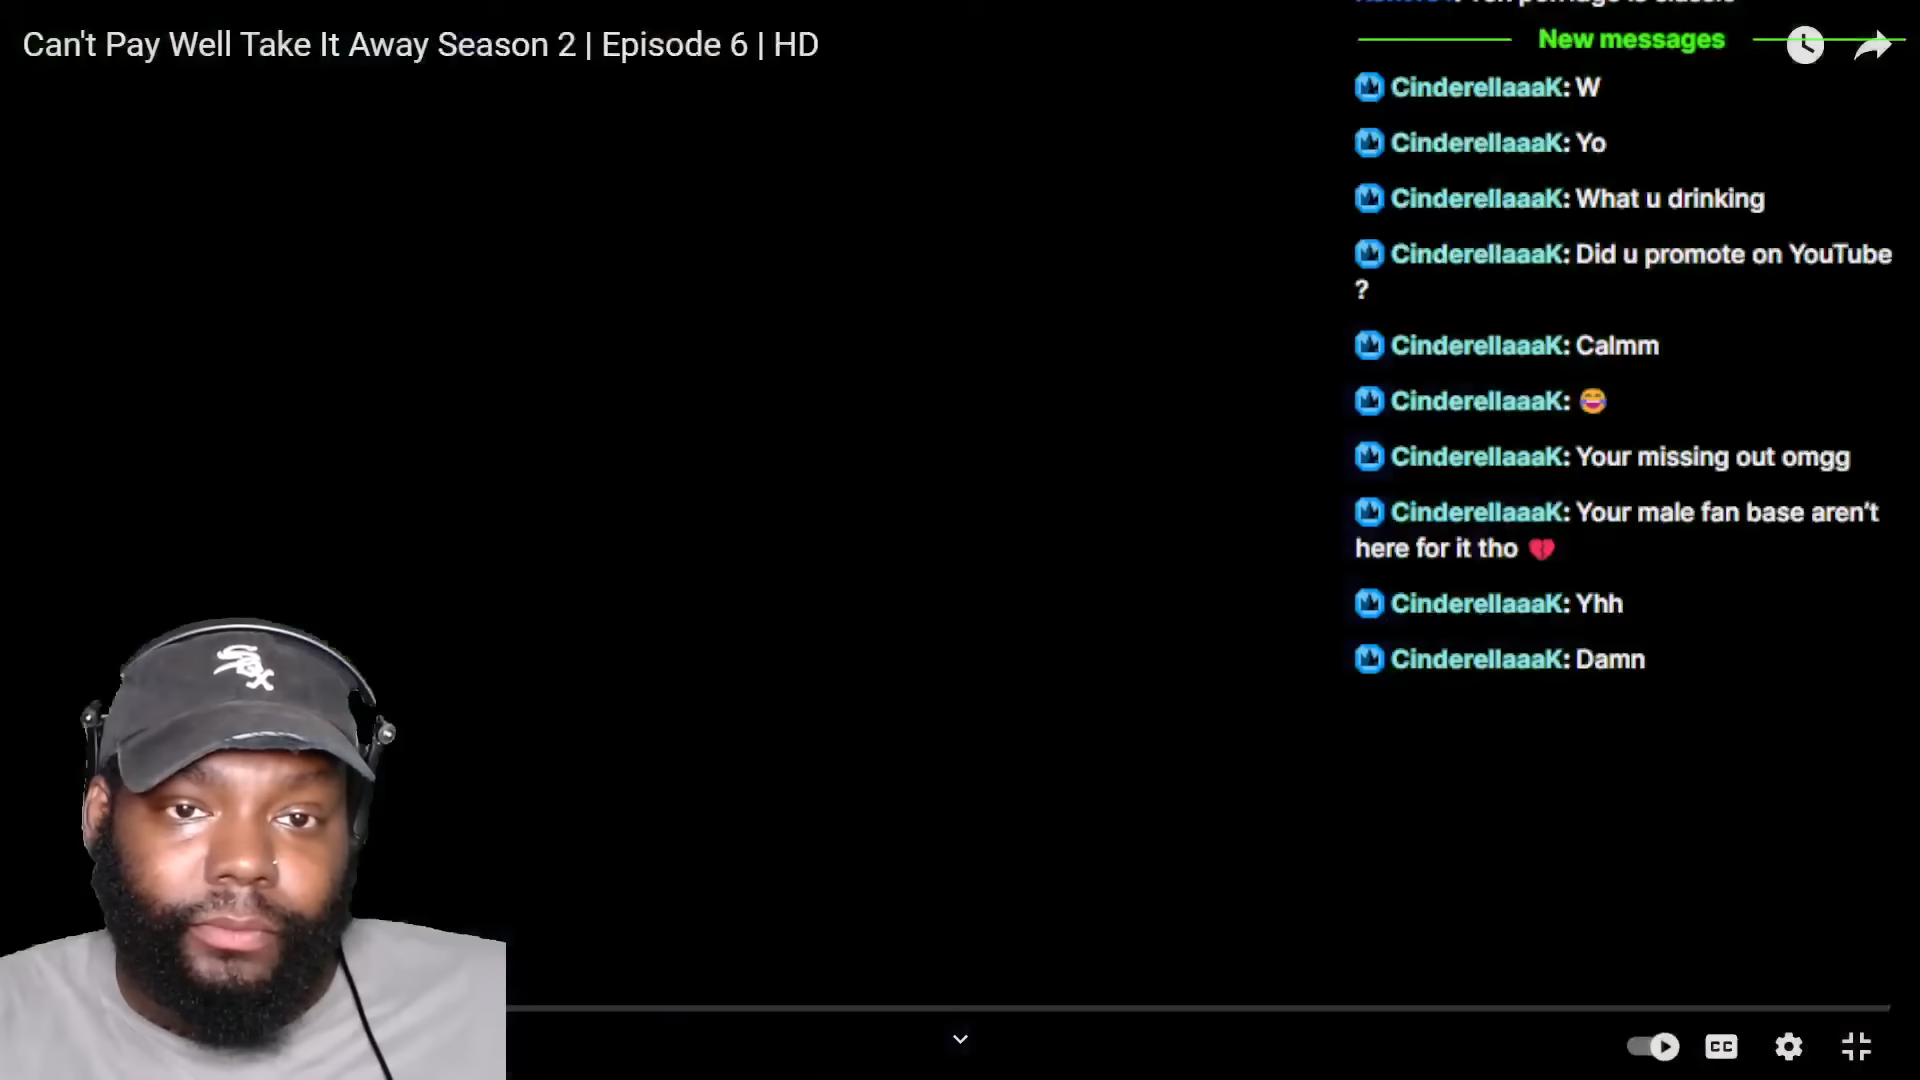 Can't Pay Well Take It Away Season 2 | Episode 6 | HD
New messages
CinderellaaaK: W
CinderellaaaK: Yo
CinderellaaaK: What u drinking
CinderellaaaK: Did u promote on YouTube
?
CinderellaaaK: Calmm
CinderellaaaK: 😂
CinderellaaaK: Your missing out omgg
CinderellaaaK: Your male fan base aren't
here for it tho 💔
CinderellaaaK: Yhh
CinderellaaaK: Damn
Sox
CC